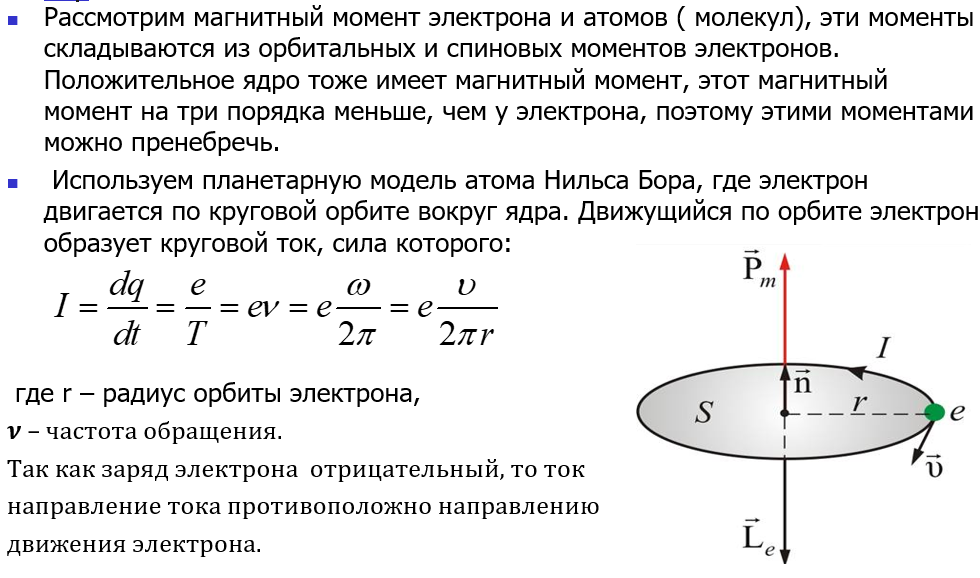 Рассмотрим магнитный момент электрона и атомов ( молекул), эти моменты
складываются из орбитальных и спиновых моментов электронов.
Положительное ядро тоже имеет магнитный момент, этот магнитный
момент на три порядка меньше, чем у электрона, поэтому этими моментами
можно пренебречь.
Используем планетарную модель атома Нильса Бора, где электрон
двигается по круговой орбите вокруг ядра. Движущийся по орбите электрон
образует круговой ток, сила которого:
I = dq/dt = e/T = eν = e ω/2π = e υ/2πr
где r – радиус орбиты электрона,
ν – частота обращения.
Так как заряд электрона отрицательный, то ток
направление тока противоположно направлению
движения электрона.
P⃗m
I
n⃗
S
r
e
υ⃗
L⃗e